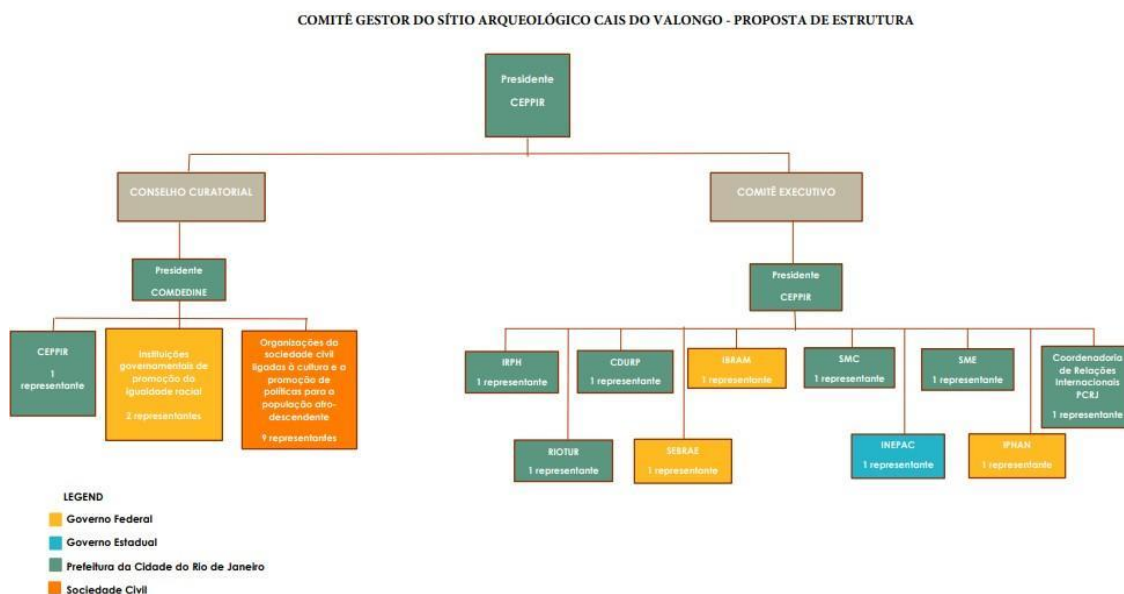 COMITÊ GESTOR DO SÍTIO ARQUEOLÓGICO CAIS DO VALONGO - PROPOSTA DE ESTRUTURA
Presidente
CEPPIR
CONSELHO CURATORIAL
COMITÊ EXECUTIVO
Presidente
COMDEDINE
Presidente
CEPPIR
CEPPIR
1
representante
Instituições
governamentais de
promoção da
igualdade racial
2 representantes
Organizações da
sociedade civil
ligadas à cultura e a
promoção de
políticas para a
população afro-
descendente
9 representantes
IRPH
1 representante
CDURP
1 representante
IBRAM
1 representante
SMC
1 representante
SME
1 representante
Coordenadoria
de Relações
Internacionais
PCRJ
1 representante
RIOTUR
1 representante
SEBRAE
1 representante
INEPAC
1 representante
IPHAN
1 representante
LEGEND
Governo Federal
Governo Estadual
Prefeitura da Cidade do Rio de Janeiro
Sociedade Civil